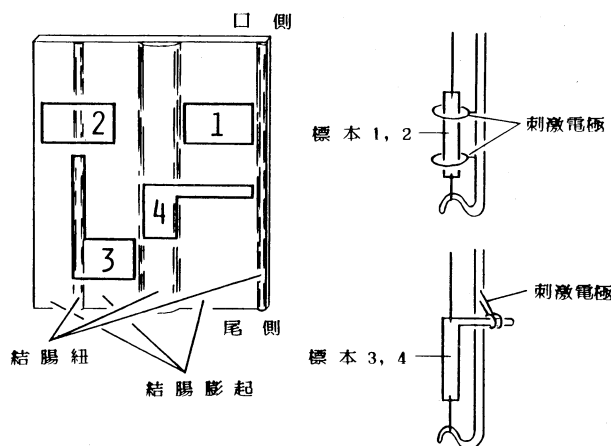 口 側
2
1
4
3
尾 側
結 腸 紐
結 腸 膨 起
標 本 1, 2
刺激電極
刺激電極
標 本 3, 4